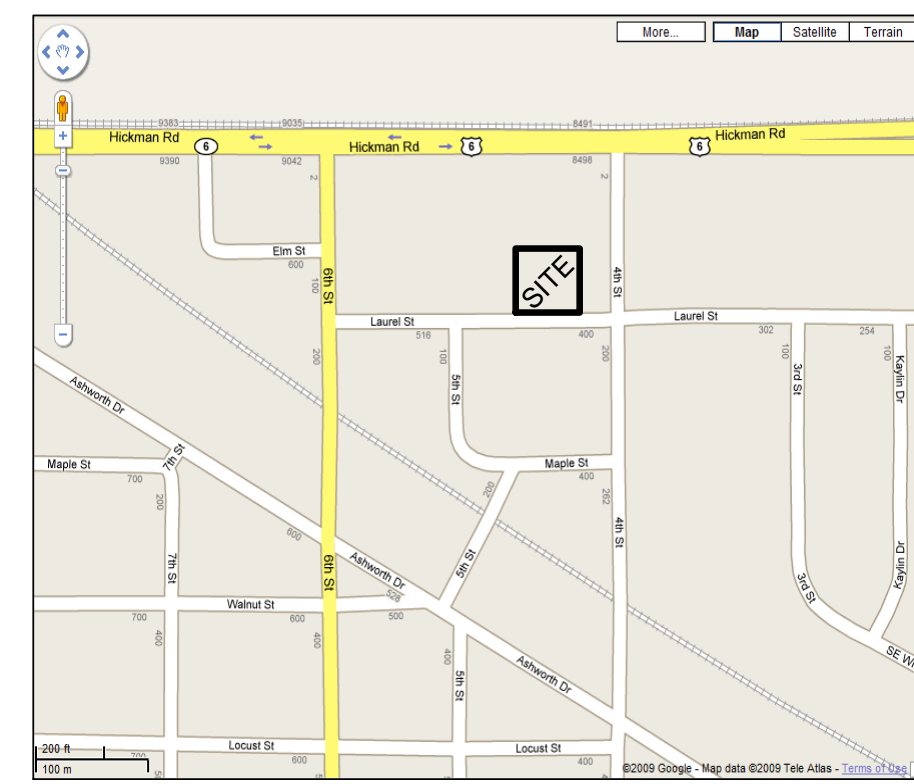 More...
Map
Satellite
Terrain
9383
9035
8491
Hickman Rd
6
Hickman Rd
6
6
Hickman Rd
9390
9042
8498
2
2
Elm St
600
100
6th St
SITE
4th St
Laurel St
516
400
Laurel St
302
254
200
100
200
100
100
5th St
3rd St
Kaylin Dr
Ashworth Dr
7th St
Maple St
700
200
Maple St
400
200
262
4th St
600
7th St
6th St
Ashworth Dr
528
5th St
3rd St
Kaylin Dr
Walnut St
700
600
500
400
400
400
5th St
Ashworth Dr
SE Wi
Locust St
600
Locust St
400
200 ft
100 m
700
©2009 Google - Map data ©2009 Tele Atlas - Terms of Use